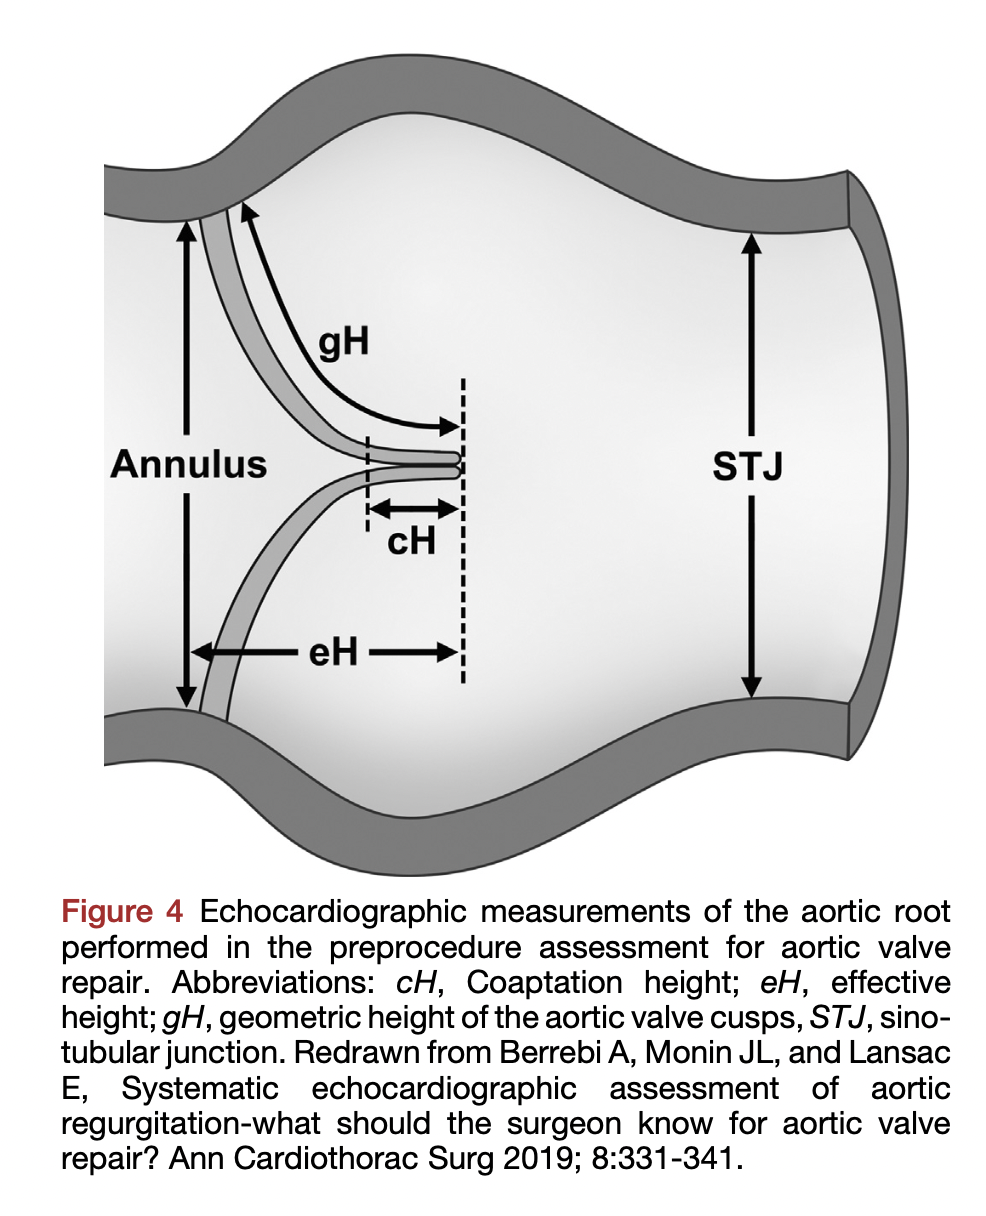 gH
Annulus
STJ
cH
eH
Figure 4 Echocardiographic measurements of the aortic root
performed in the preprocedure assessment for aortic valve
repair. Abbreviations: cH, Coaptation height; eH, effective
height; gH, geometric height of the aortic valve cusps, STJ, sino-
tubular junction. Redrawn from Berrebi A, Monin JL, and Lansac
E, Systematic echocardiographic assessment of aortic
regurgitation-what should the surgeon know for aortic valve
repair? Ann Cardiothorac Surg 2019; 8:331-341.